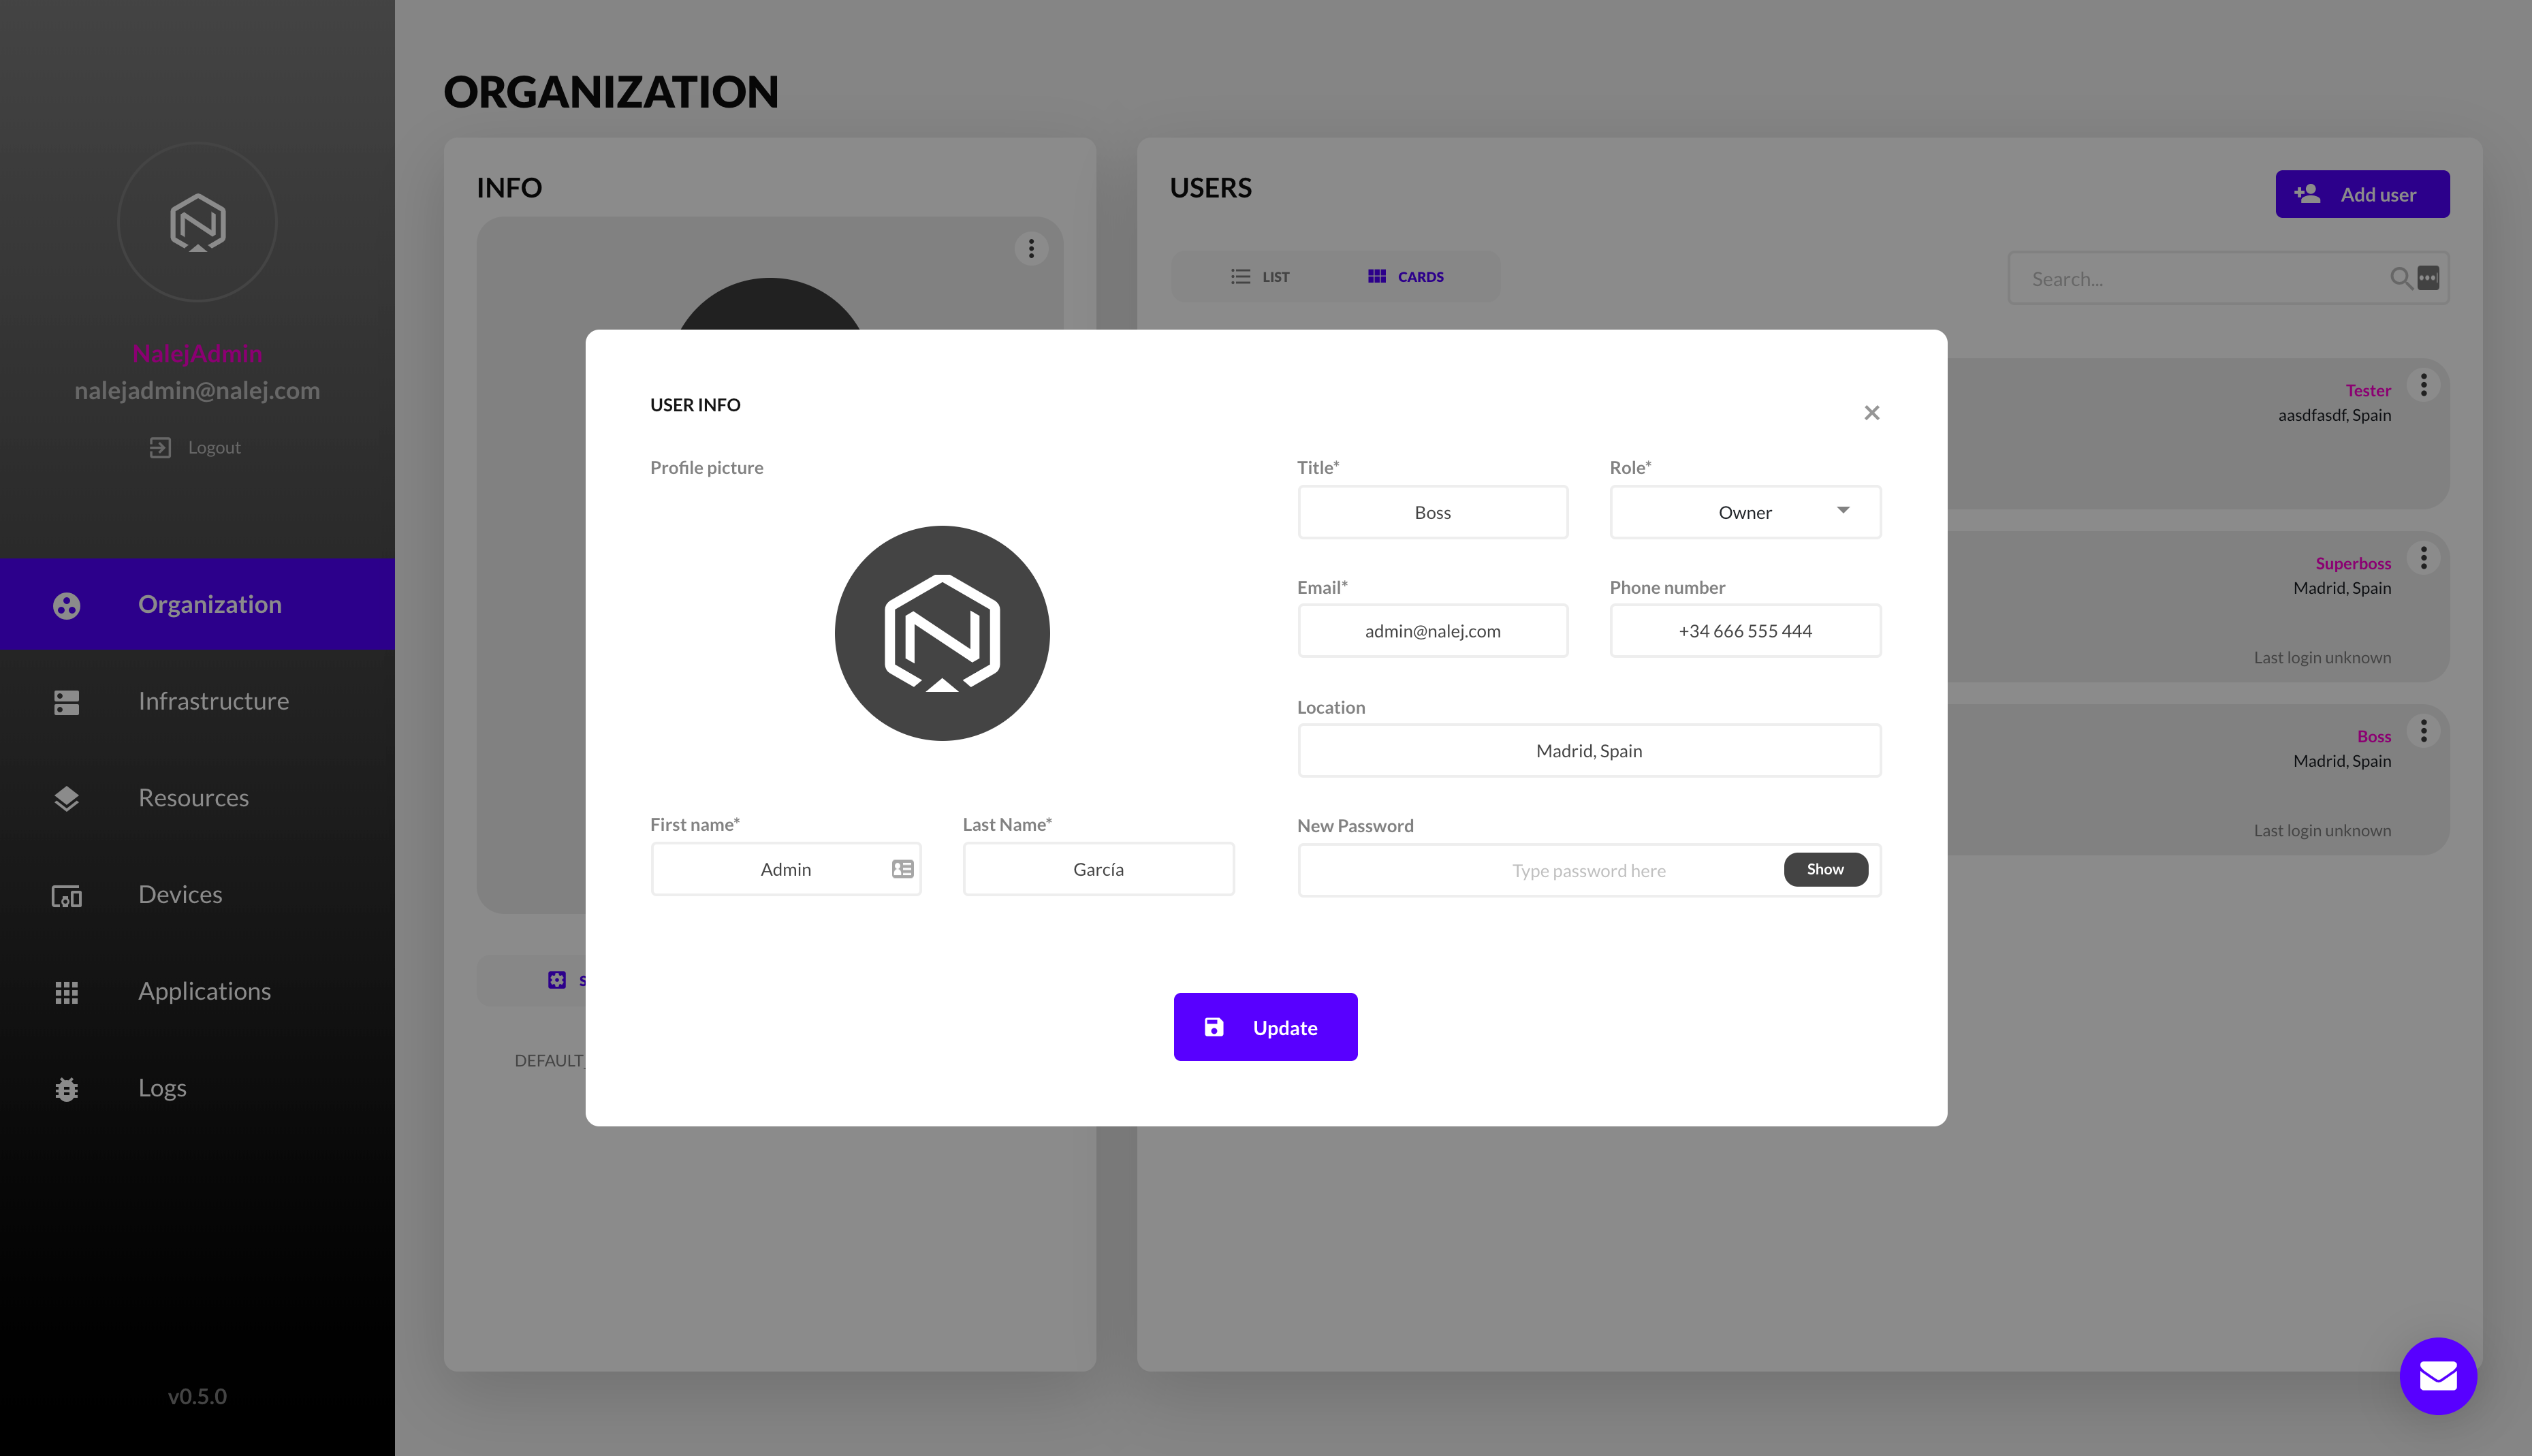 NalejAdmin
nalejadmin@nalej.com
Logout
Organization
Infrastructure
Resources
Devices
Applications
Logs
v0.5.0
ORGANIZATION
INFO
DEFAULT_
USERS
Add user
LIST
CARDS
Search...
Tester
aasdfasdf, Spain
Superboss
Madrid, Spain
Last login unknown
Boss
Madrid, Spain
Last login unknown
USER INFO
Profile picture
First name*
Admin
Last Name*
García
Title*
Boss
Role*
Owner
Email*
admin@nalej.com
Phone number
+34 666 555 444
Location
Madrid, Spain
New Password
Type password here
Show
Update